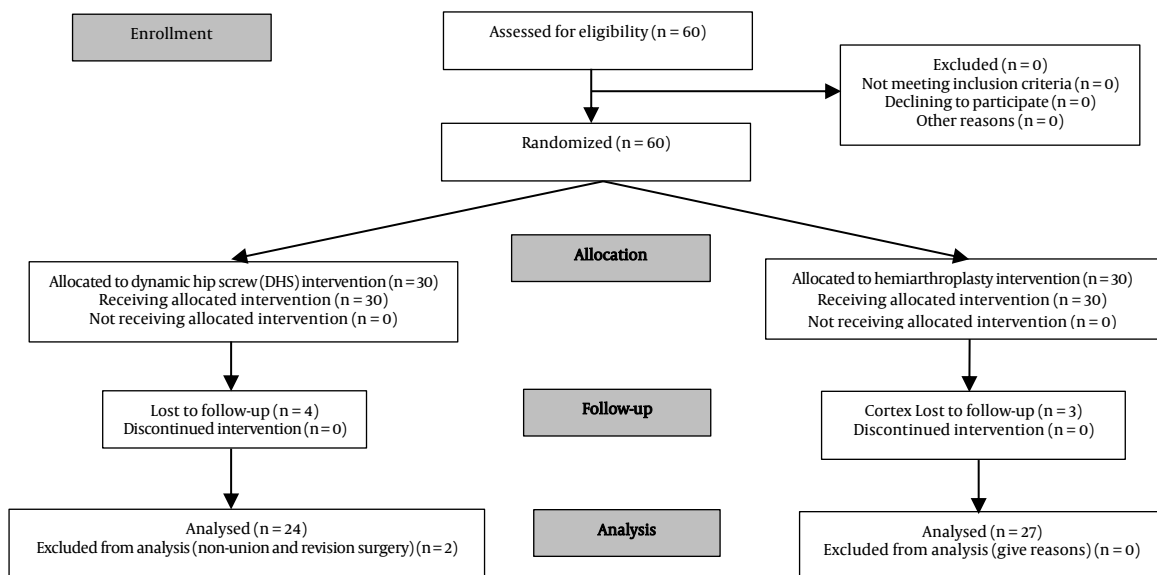 Enrollment
Assessed for eligibility (n = 60)
Excluded (n = 0)
Not meeting inclusion criteria (n = 0)
Declining to participate (n = 0)
Other reasons (n = 0)
Randomized (n = 60)
Allocation
Allocated to dynamic hip screw (DHS) intervention (n = 30)
Receiving allocated intervention (n = 30)
Not receiving allocated intervention (n = 0)
Allocated to hemiarthroplasty intervention (n = 30)
Receiving allocated intervention (n = 30)
Not receiving allocated intervention (n = 0)
Follow-up
Lost to follow-up (n = 4)
Discontinued intervention (n = 0)
Cortex Lost to follow-up (n = 3)
Discontinued intervention (n = 0)
Analysis
Analysed (n = 24)
Excluded from analysis (non-union and revision surgery) (n = 2)
Analysed (n = 27)
Excluded from analysis (give reasons) (n = 0)